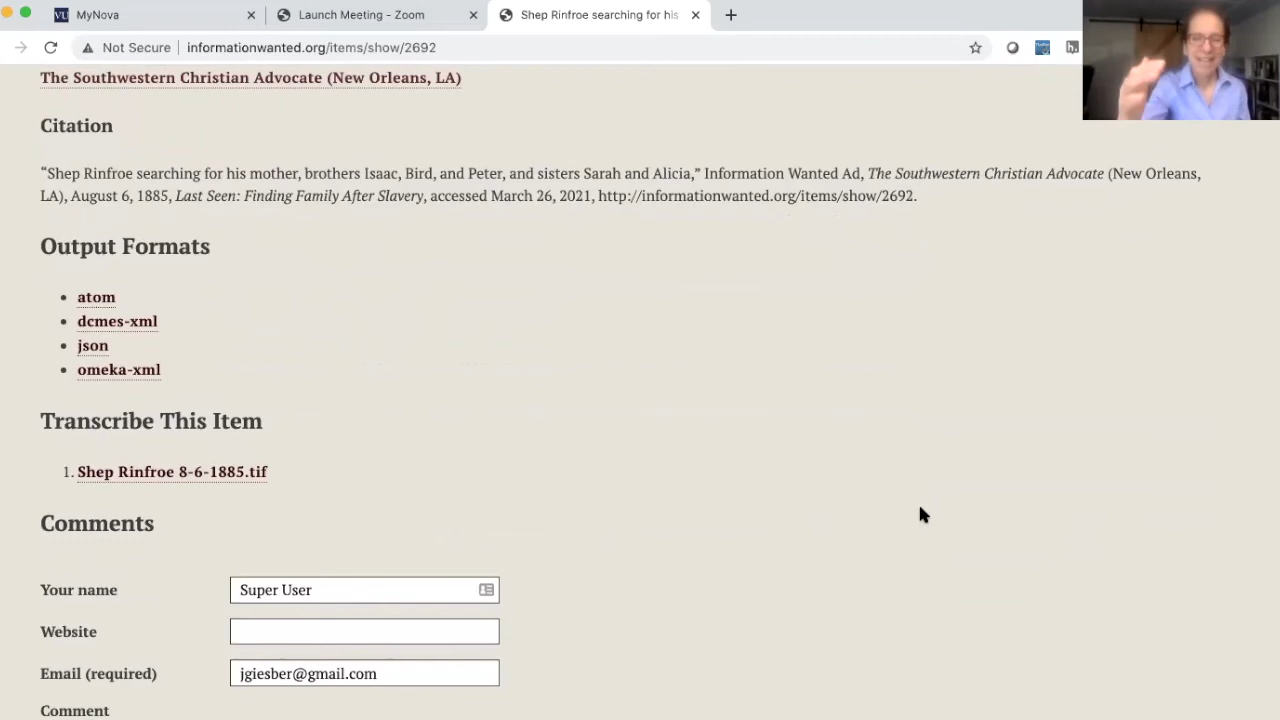 VU MyNova
Launch Meeting - Zoom
Shep Rinfroe searching for his
Not Secure informationwanted.org/items/show/2692
The Southwestern Christian Advocate (New Orleans, LA)
Citation
“Shep Rinfroe searching for his mother, brothers Isaac, Bird, and Peter, and sisters Sarah and Alicia,” Information Wanted Ad, The Southwestern Christian Advocate (New Orleans,
LA), August 6, 1885, Last Seen: Finding Family After Slavery, accessed March 26, 2021, http://informationwanted.org/items/show/2692.
Output Formats
atom
dcmes-xml
json
omeka-xml
Transcribe This Item
1. Shep Rinfroe 8-6-1885.tif
Comments
Your name Super User
Website
Email (required) jgiesber@gmail.com
Comment